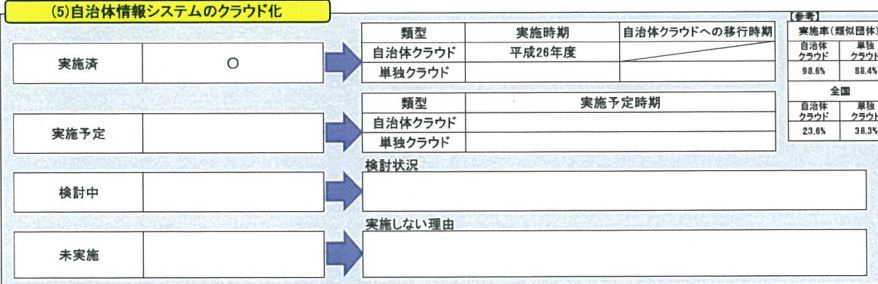 (5)自治体情報システムのクラウド化
【参考】
実施済 ○
類型 実施時期 自治体クラウドへの移行時期
自治体クラウド 平成26年度
単独クラウド
実施率(類似団体)
自治体クラウド 単独クラウド
98.6% 88.4%
全国
自治体クラウド 単独クラウド
23.6% 38.3%
実施予定
類型 実施予定時期
自治体クラウド
単独クラウド
検討中
検討状況
未実施
実施しない理由